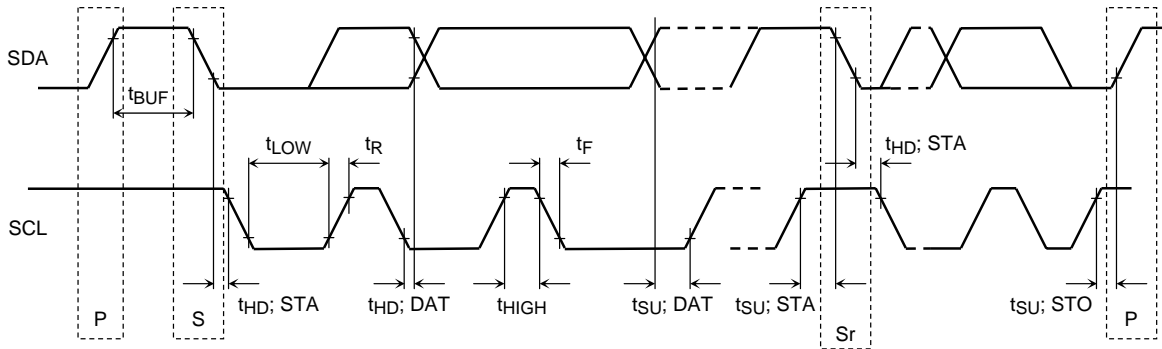 SDA
tBUF
tLOW
tR
tF
tHD; STA
SCL
tHD; STA
tHD; DAT
tHIGH
tSU; DAT
tSU; STA
tSU; STO
P
S
Sr
P